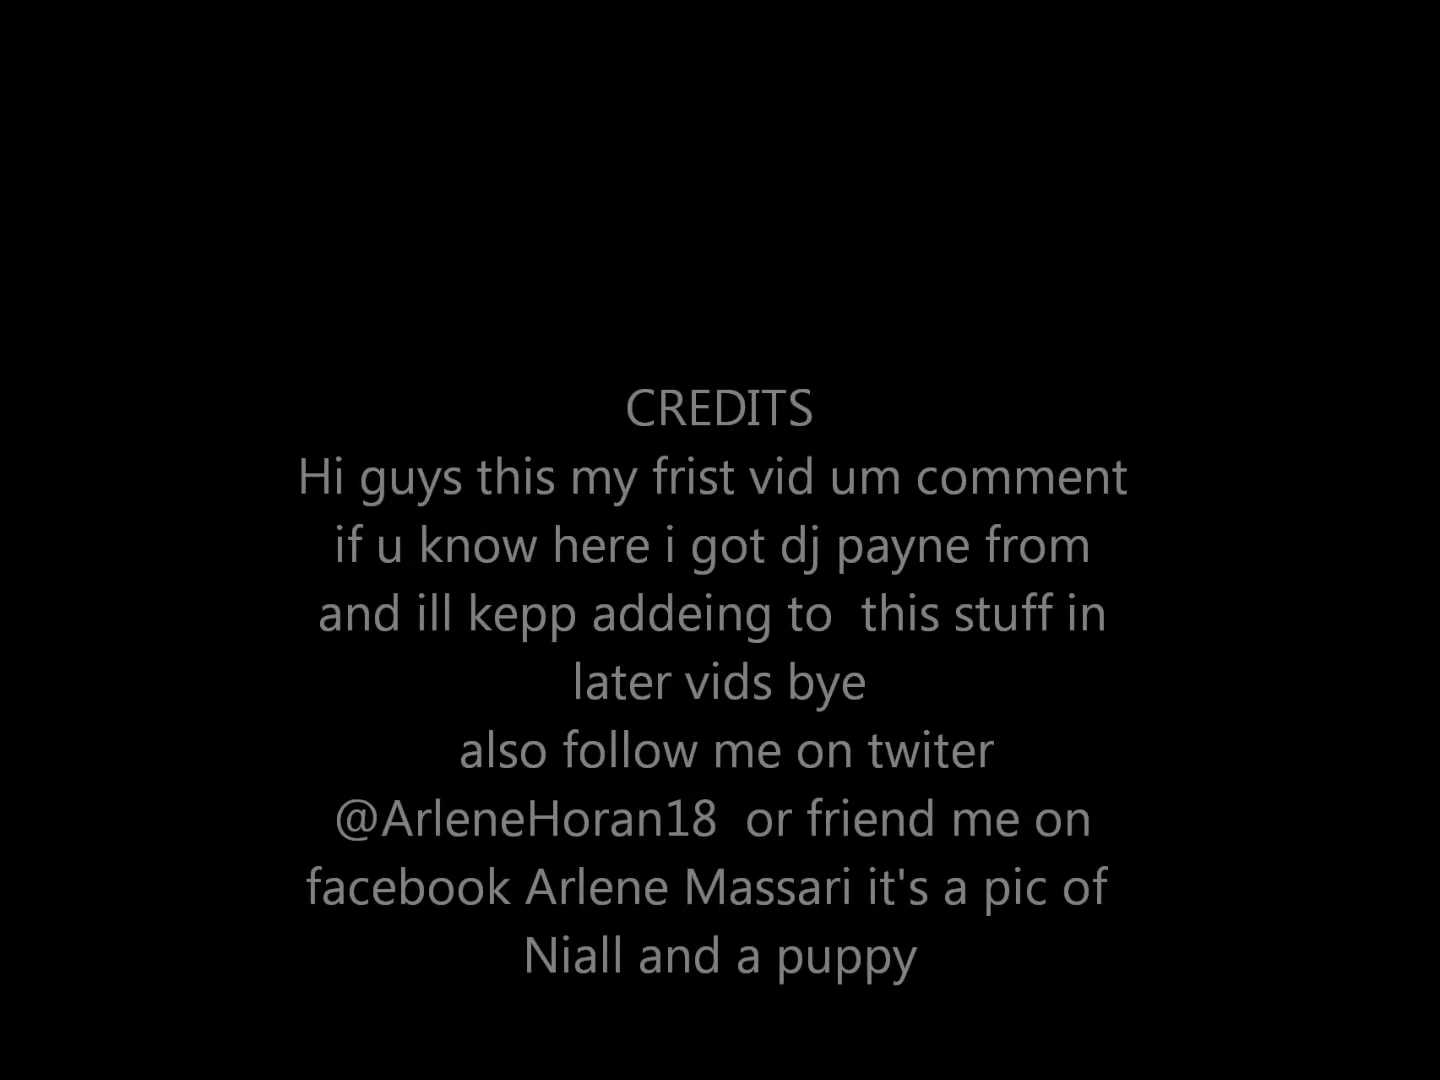 CREDITS
Hi guys this my frist vid um comment
if u know here i got dj payne from
and ill kepp addeing to  this stuff in
later vids bye
also follow me on twiter
@ArleneHoran18  or friend me on
facebook Arlene Massari it's a pic of
Niall and a puppy